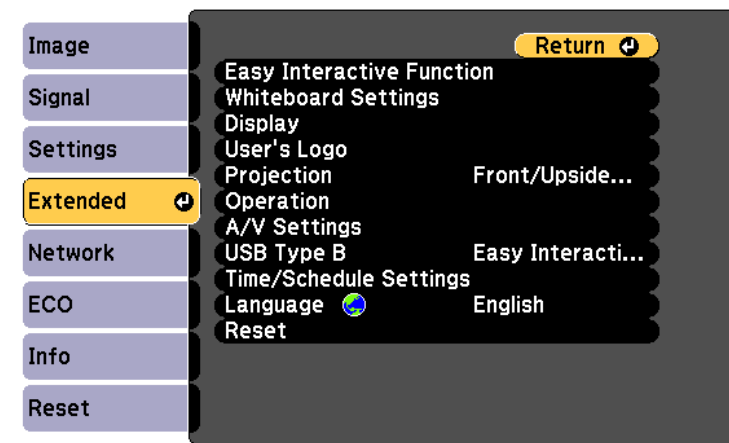 Image
Signal
Settings
Extended
Network
ECO
Info
Reset
Return
Easy Interactive Function
Whiteboard Settings
Display
User's Logo
Projection Front/Upside...
Operation
A/V Settings
USB Type B Easy Interacti...
Time/Schedule Settings
Language English
Reset